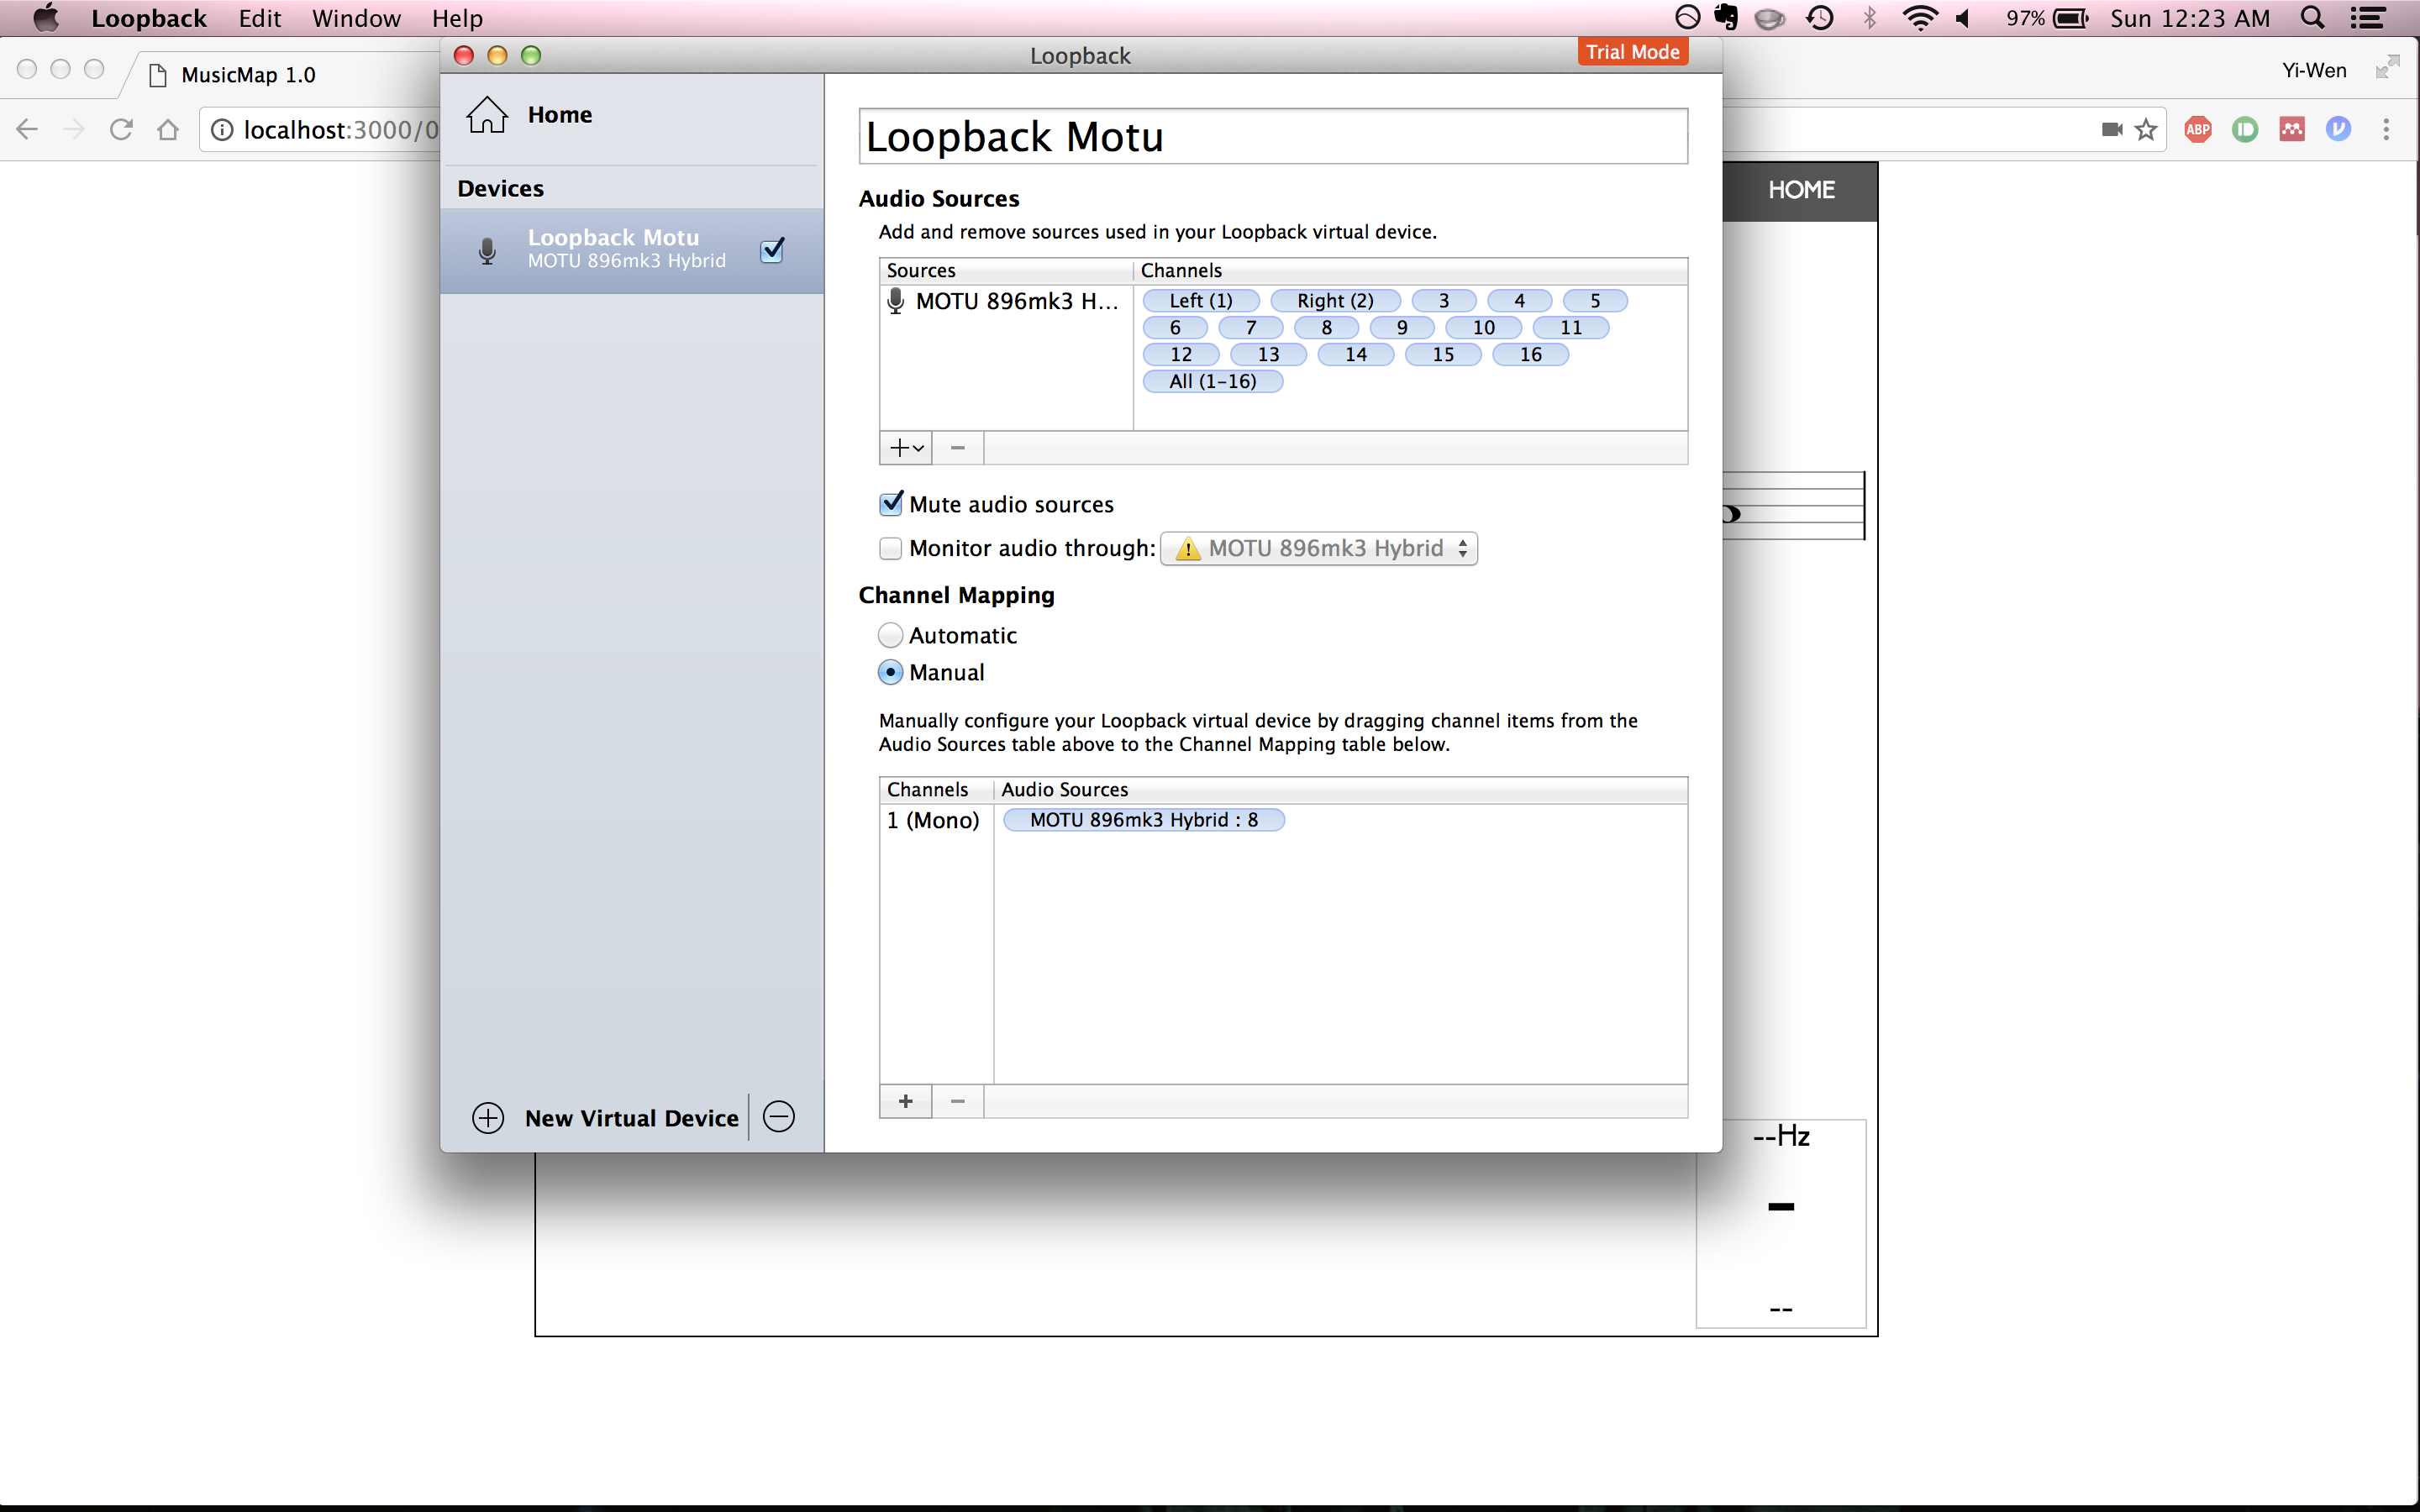 Loopback Edit Window Help
97% Sun 12:23 AM
MusicMap 1.0
Yi-Wen
localhost:3000/0
ABP
HOME
--Hz
–
--
Loopback
Trial Mode
Home
Devices
Loopback Motu
MOTU 896mk3 Hybrid
New Virtual Device
Loopback Motu
Audio Sources
Add and remove sources used in your Loopback virtual device.
Sources Channels
MOTU 896mk3 H... Left (1) Right (2) 3 4 5
6 7 8 9 10 11
12 13 14 15 16
All (1-16)
Mute audio sources
Monitor audio through: MOTU 896mk3 Hybrid
Channel Mapping
Automatic
Manual
Manually configure your Loopback virtual device by dragging channel items from the
Audio Sources table above to the Channel Mapping table below.
Channels Audio Sources
1 (Mono) MOTU 896mk3 Hybrid : 8